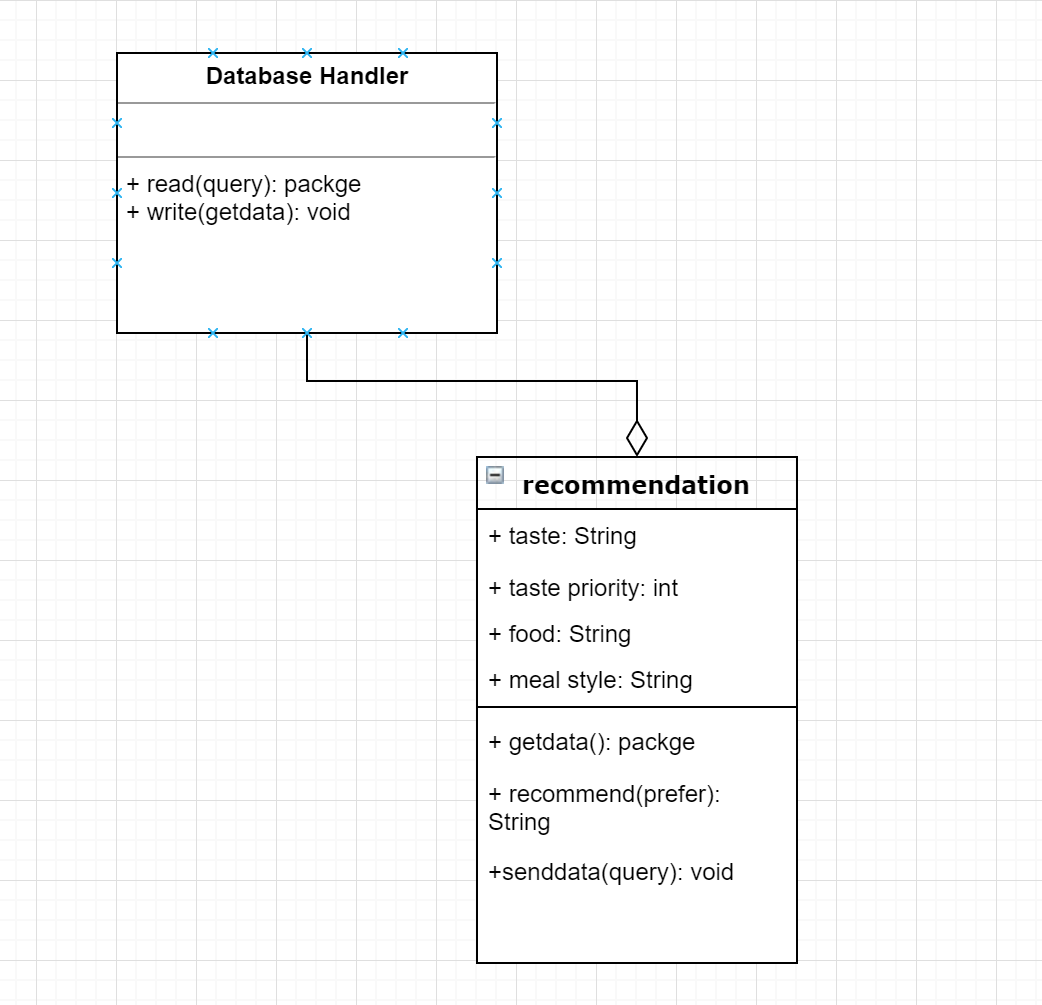 Database Handler
+ read(query): packge
+ write(getdata): void
recommendation
+ taste: String
+ taste priority: int
+ food: String
+ meal style: String
+ getdata(): packge
+ recommend(prefer):
String
+senddata(query): void